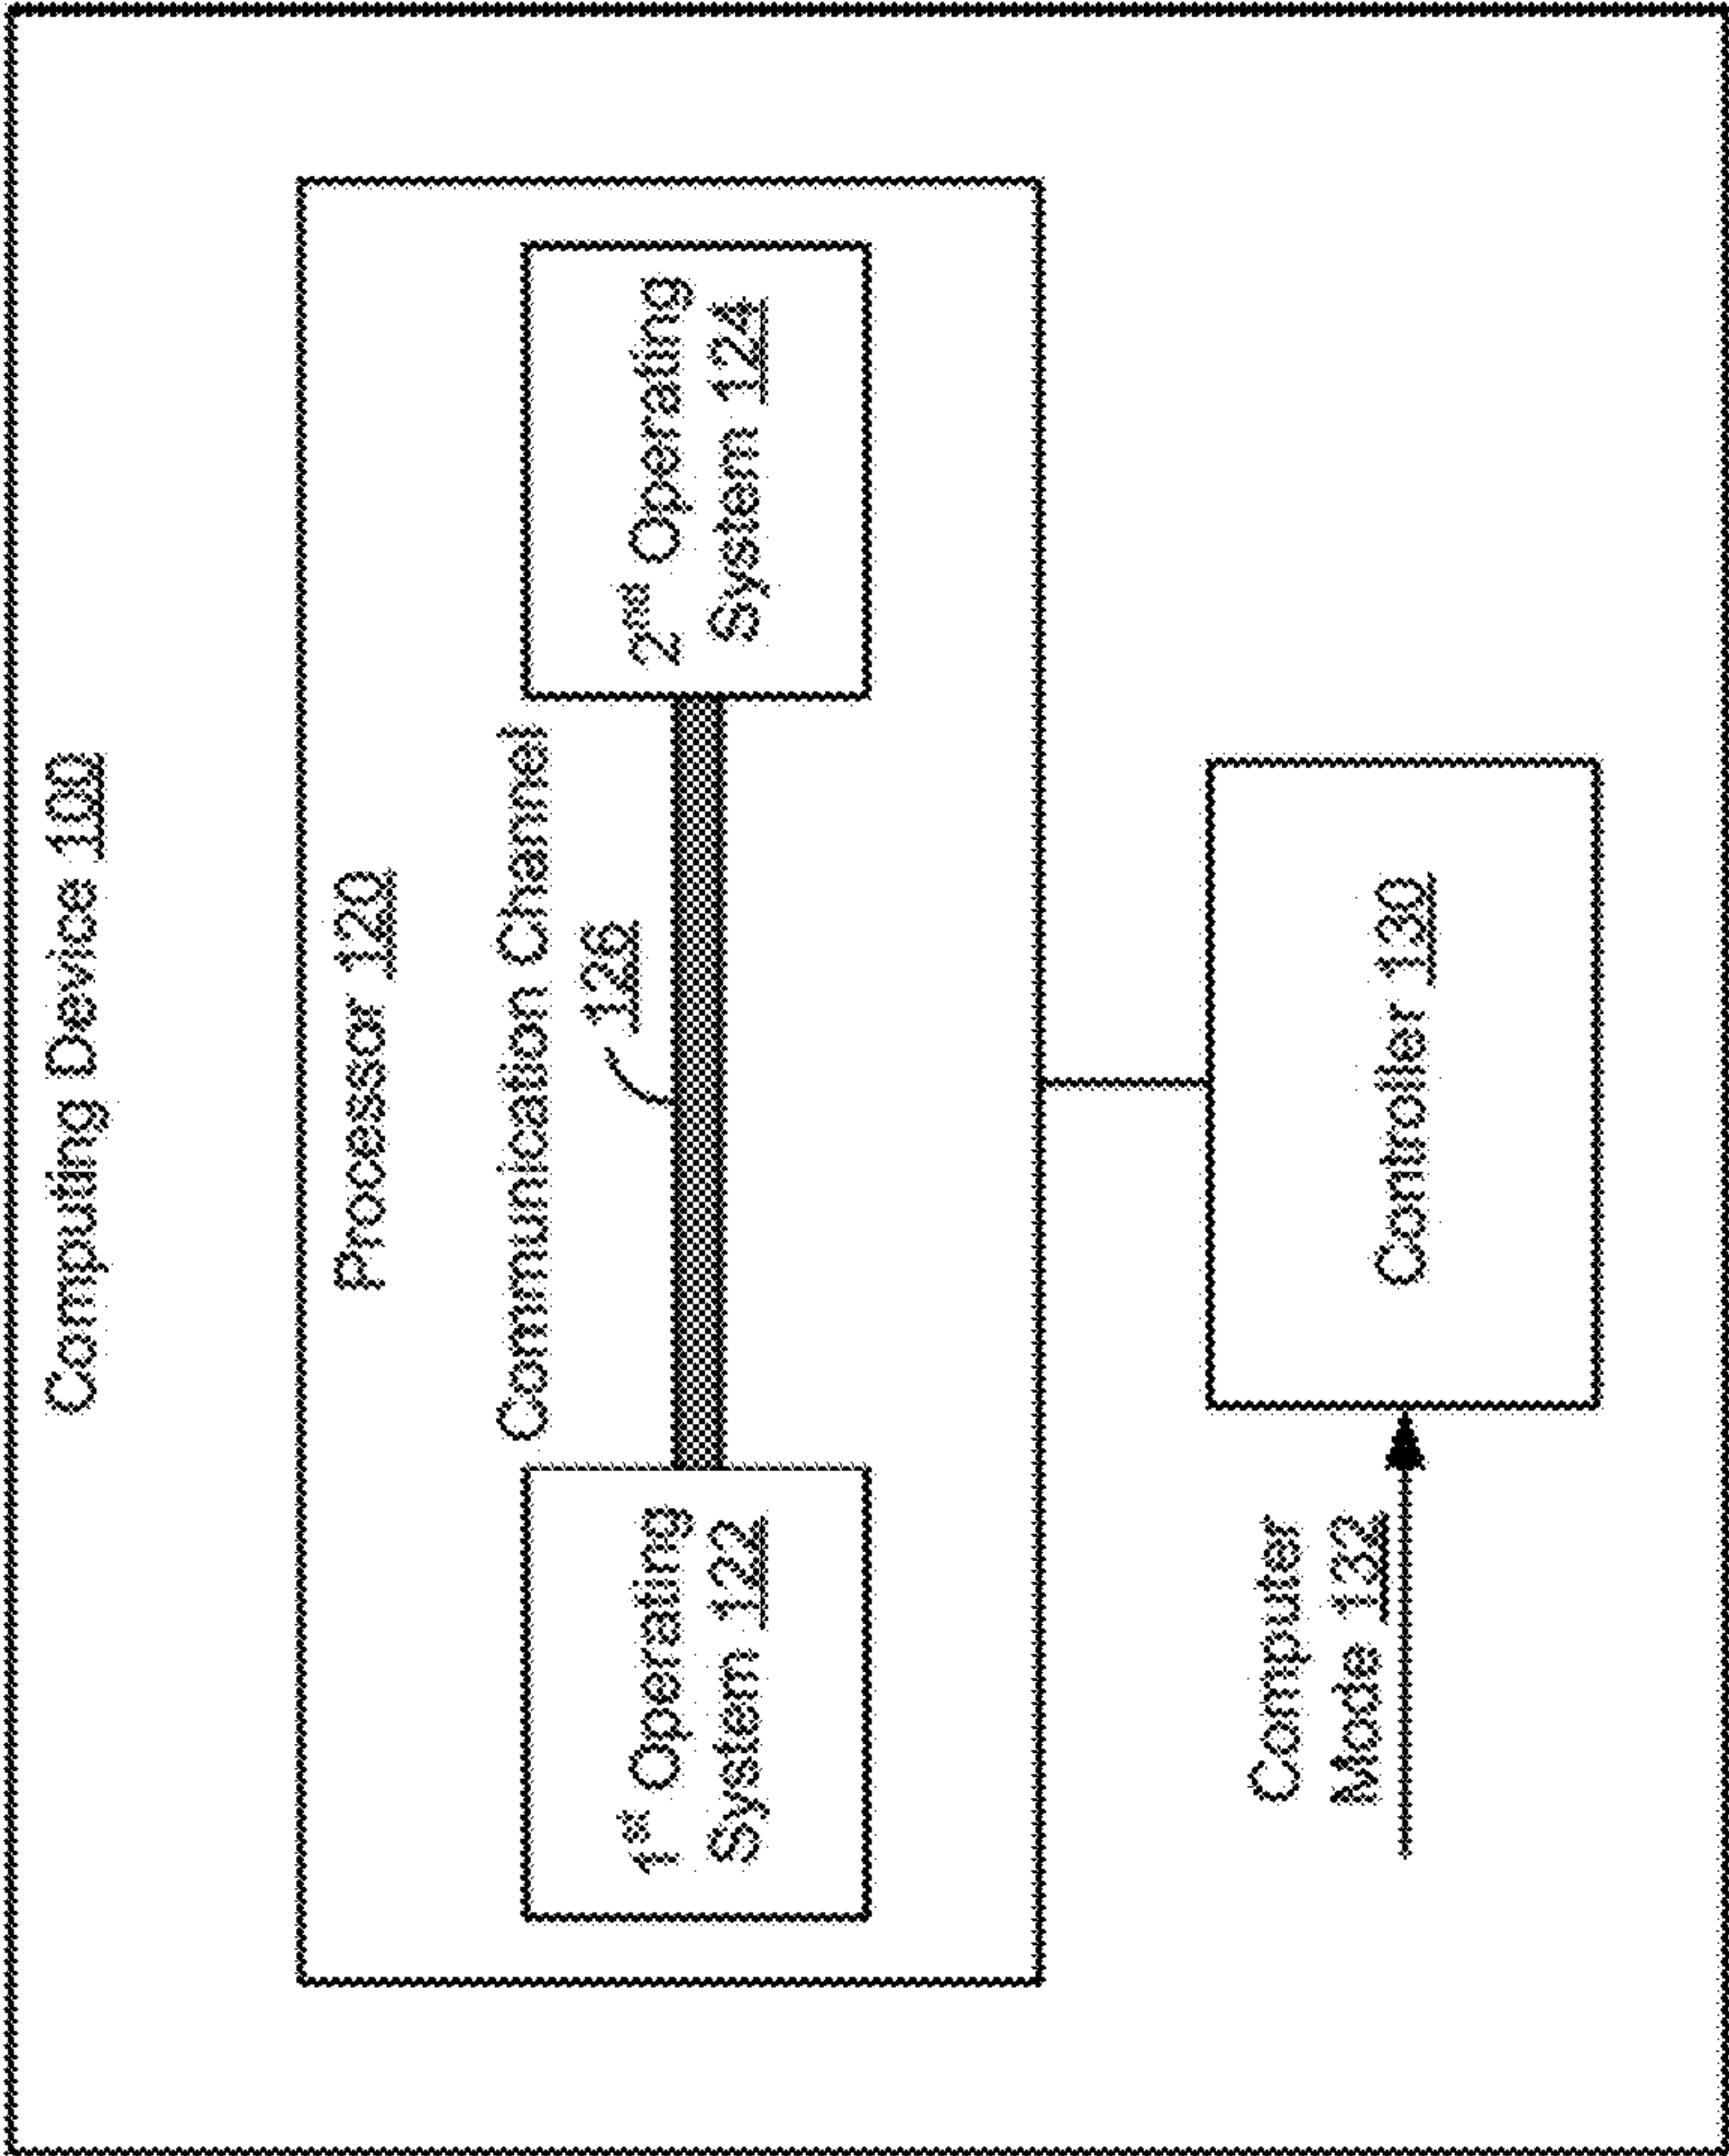 Computing Device 100
Processor 120
Communication Channel
126
1st Operating
System 122
2nd Operating
System 124
Computer
Mode 132
Controller 130